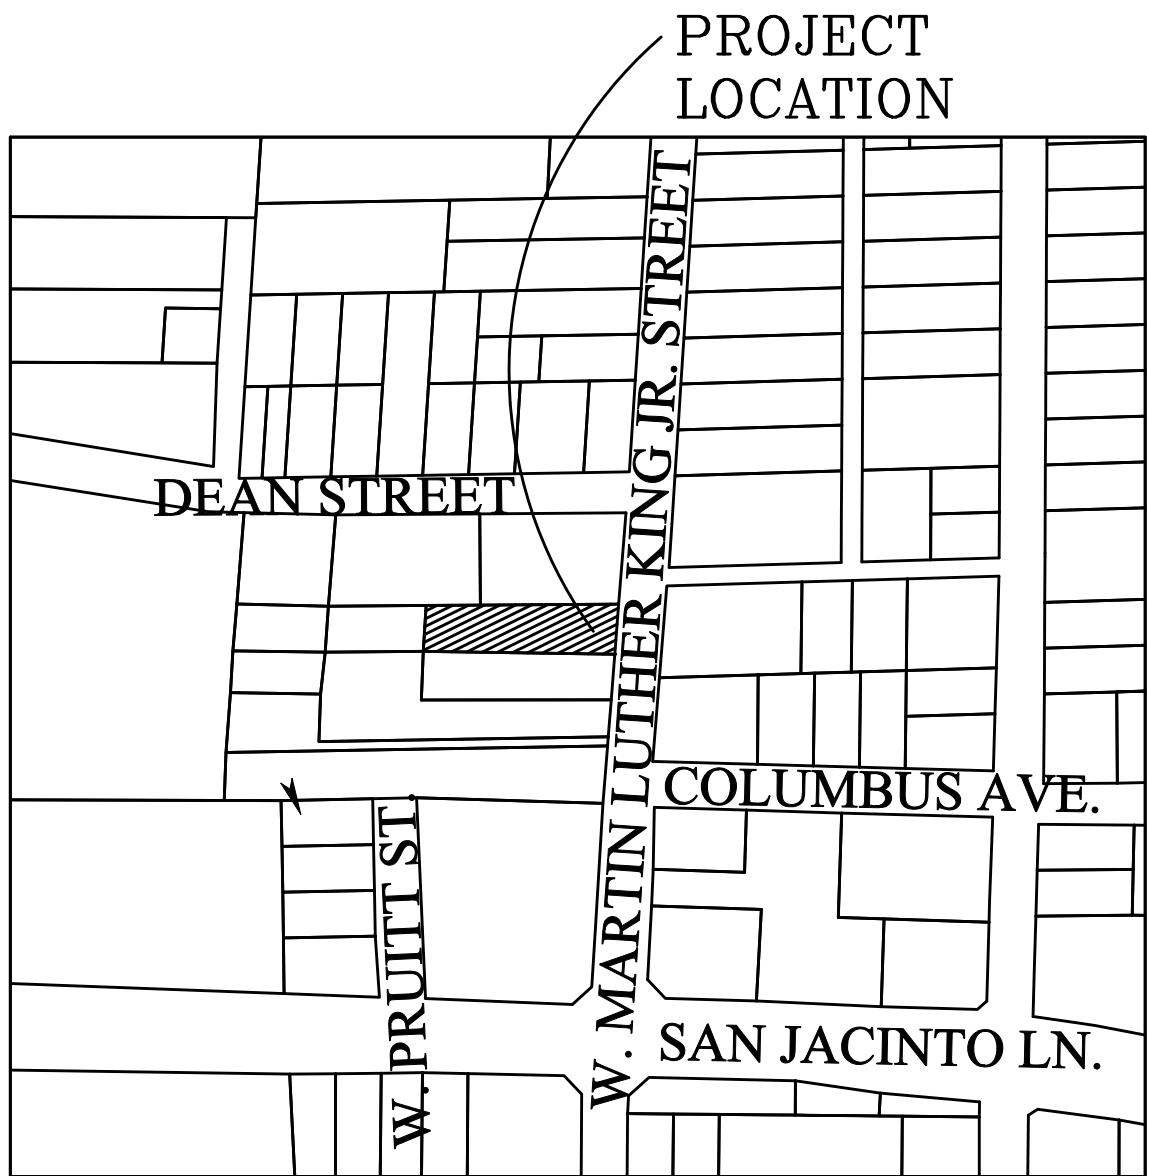 PROJECT
LOCATION
W. MARTIN LUTHER KING JR. STREET
DEAN STREET
COLUMBUS AVE.
W. PRUITT ST.
SAN JACINTO LN.